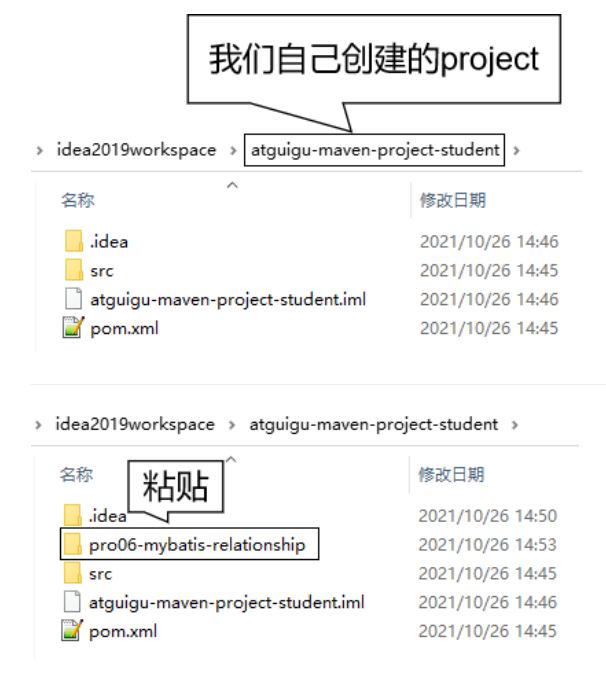 我们自己创建的project
› idea2019workspace › atguigu-maven-project-student ›
名称 修改日期
.idea 2021/10/26 14:46
src 2021/10/26 14:45
atguigu-maven-project-student.iml 2021/10/26 14:46
pom.xml 2021/10/26 14:45
› idea2019workspace › atguigu-maven-project-student ›
名称 修改日期
粘贴
.idea 2021/10/26 14:50
pro06-mybatis-relationship 2021/10/26 14:53
src 2021/10/26 14:45
atguigu-maven-project-student.iml 2021/10/26 14:46
pom.xml 2021/10/26 14:45